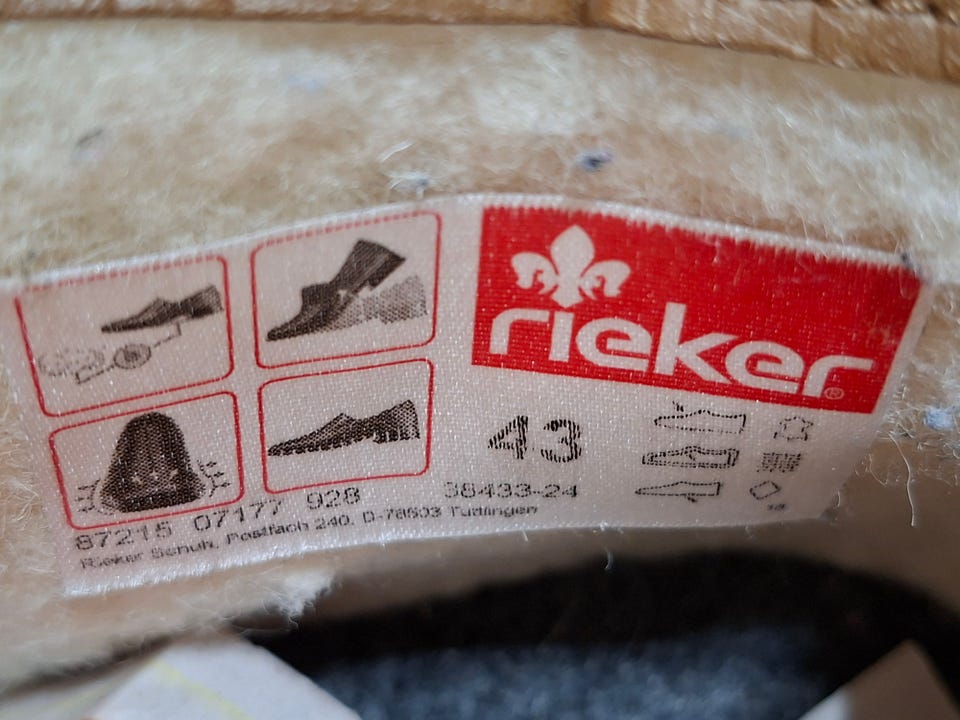 rieker
43
87215 07177 928 38433-24
Rieker Schuh, Postfach 240, D-78503 Tuttlingen